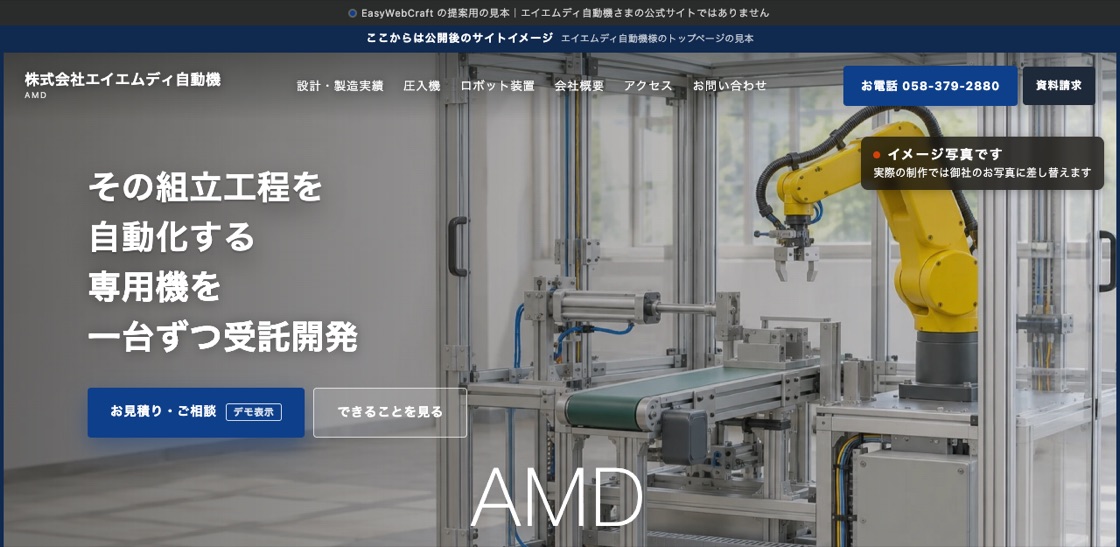 EasyWebCraft の提案用の見本｜エイエムディ自動機さまの公式サイトではありません
ここからは公開後のサイトイメージ エイエムディ自動機様のトップページの見本
株式会社エイエムディ自動機
AMD
設計・製造実績 圧入機 ロボット装置 会社概要 アクセス お問い合わせ
お電話 058-379-2880
資料請求
イメージ写真です
実際の制作では御社のお写真に差し替えます
その組立工程を
自動化する
専用機を
一台ずつ受託開発
お見積り・ご相談 デモ表示
できることを見る
AMD